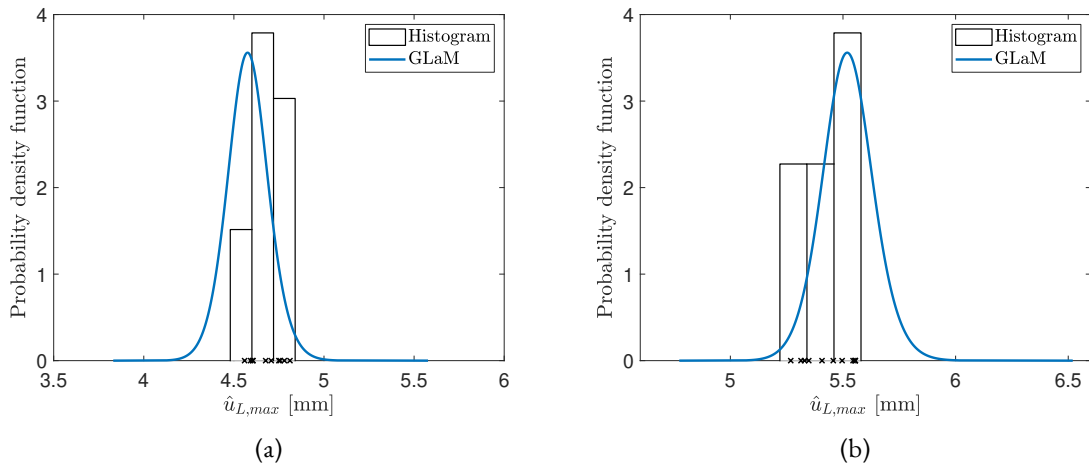 4
3
2
1
0
3.5
4
4.5
5
5.5
6
Probability density function
û_{L,max} [mm]
Histogram
GLaM
(a)
4
3
2
1
0
5
5.5
6
6.5
Probability density function
û_{L,max} [mm]
Histogram
GLaM
(b)